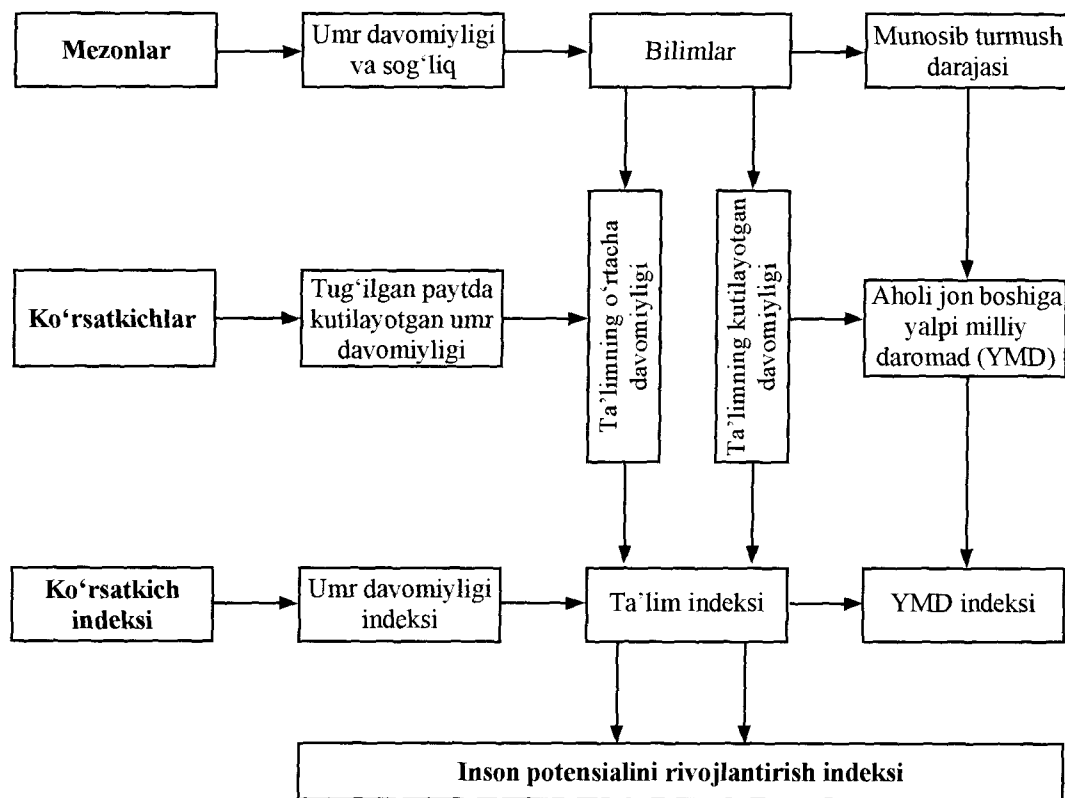 Mezonlar
Umr davomiyligi
va sog‘liq
Bilimlar
Munosib turmush
darajasi
Ko‘rsatkichlar
Tug‘ilgan paytda
kutilayotgan umr
davomiyligi
Ta’limning o‘rtacha
davomiyligi
Ta’limning kutilayotgan
davomiyligi
Aholi jon boshiga
yalpi milliy
daromad (YMD)
Ko‘rsatkich
indeksi
Umr davomiyligi
indeksi
Ta’lim indeksi
YMD indeksi
Inson potensialini rivojlantirish indeksi